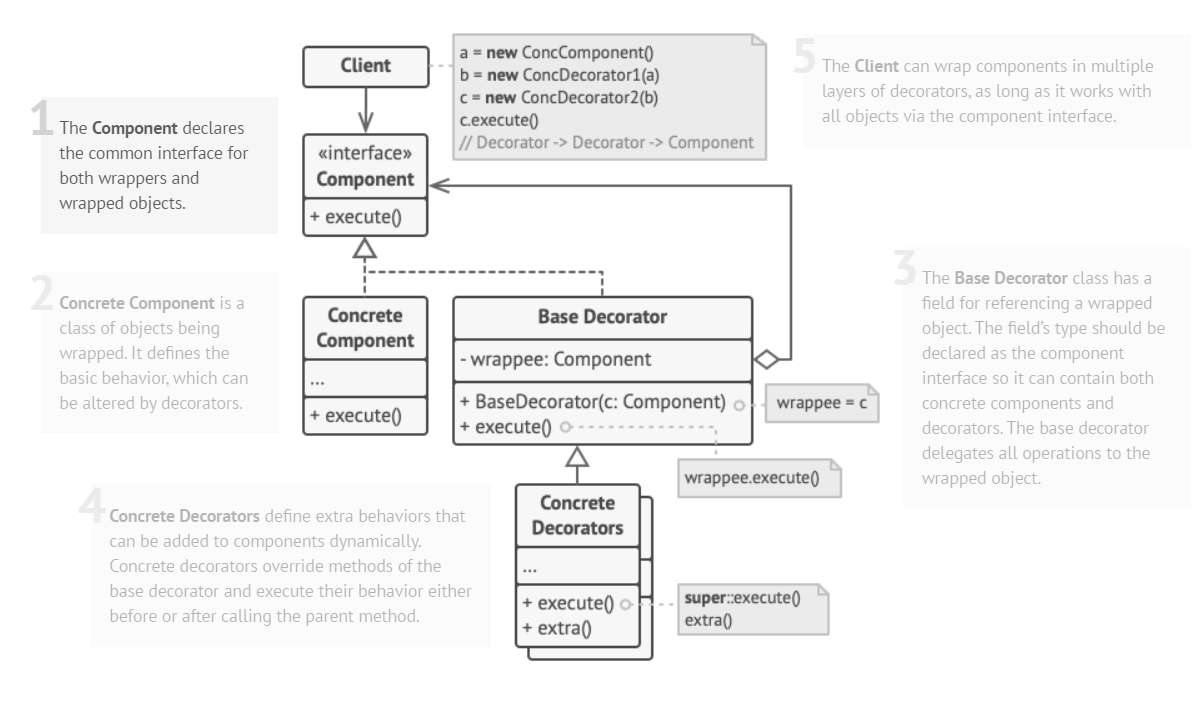 Client
a = new ConcComponent()
b = new ConcDecorator1(a)
c = new ConcDecorator2(b)
c.execute()
// Decorator -> Decorator -> Component
5
The Client can wrap components in multiple
layers of decorators, as long as it works with
all objects via the component interface.
1
The Component declares
the common interface for
both wrappers and
wrapped objects.
«interface»
Component
+ execute()
2
Concrete Component is a
class of objects being
wrapped. It defines the
basic behavior, which can
be altered by decorators.
Concrete
Component
...
+ execute()
Base Decorator
- wrappee: Component
+ BaseDecorator(c: Component)
+ execute()
wrappee = c
wrappee.execute()
3
The Base Decorator class has a
field for referencing a wrapped
object. The field's type should be
declared as the component
interface so it can contain both
concrete components and
decorators. The base decorator
delegates all operations to the
wrapped object.
4
Concrete Decorators define extra behaviors that
can be added to components dynamically.
Concrete decorators override methods of the
base decorator and execute their behavior either
before or after calling the parent method.
Concrete
Decorators
...
+ execute()
+ extra()
super::execute()
extra()